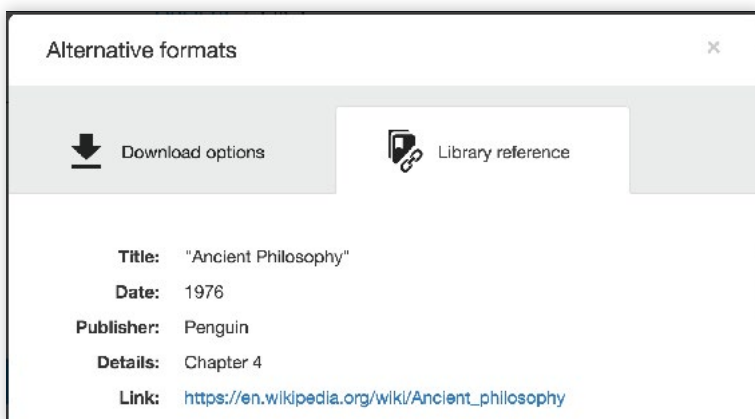 Alternative formats ×
Download options Library reference
Title: "Ancient Philosophy"
Date: 1976
Publisher: Penguin
Details: Chapter 4
Link: https://en.wikipedia.org/wiki/Ancient_philosophy